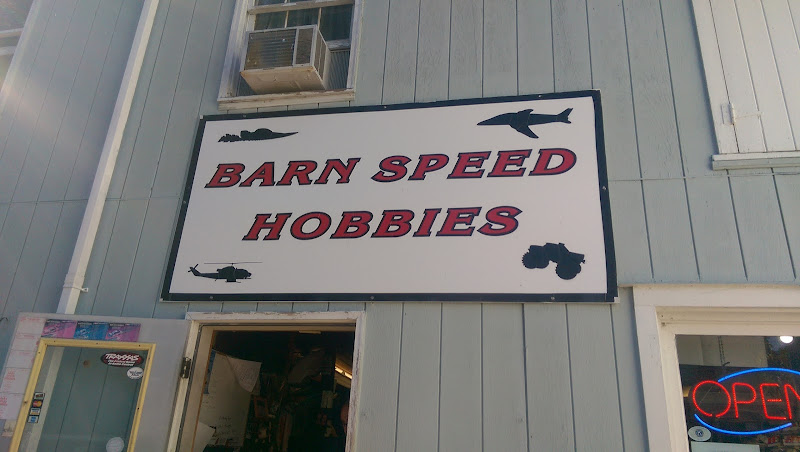 BARN SPEED
HOBBIES
TRAXXAS
OPEN